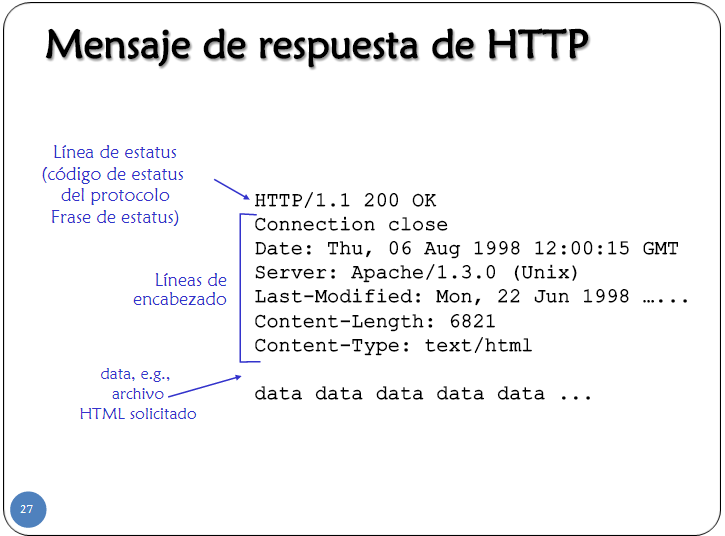 Mensaje de respuesta de HTTP
Línea de estatus
(código de estatus
del protocolo
Frase de estatus)
HTTP/1.1 200 OK
Connection close
Date: Thu, 06 Aug 1998 12:00:15 GMT
Server: Apache/1.3.0 (Unix)
Last-Modified: Mon, 22 Jun 1998 …...
Content-Length: 6821
Content-Type: text/html
Líneas de
encabezado
data, e.g.,
archivo
HTML solicitado
data data data data data ...
27